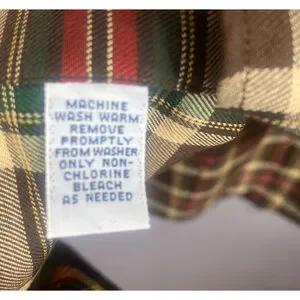 MACHINE
WASH WARM
REMOVE
PROMPTLY
FROM WASHER
ONLY NON-
CHLORINE
BLEACH
AS NEEDED